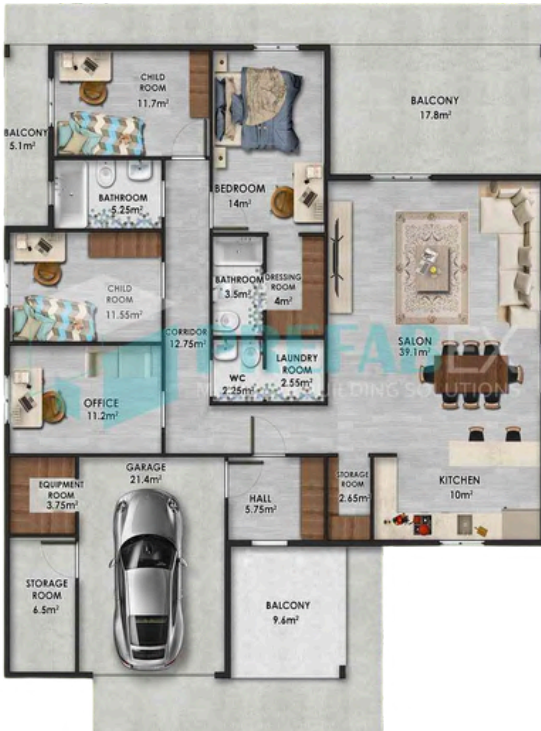 CHILD
ROOM
11.7m²
BALCONY
17.8m²
BALCONY
5.1m²
BATHROOM
5.25m²
BEDROOM
14m²
CHILD
ROOM
11.55m²
BATHROOM
3.5m²
DRESSING
ROOM
4m²
CORRIDOR
12.75m²
SALON
39.1m²
PREFABEX
WC
2.25m²
LAUNDRY
ROOM
2.55m²
OFFICE
11.2m²
BUILDING SOLUTIONS
GARAGE
21.4m²
EQUIPMENT
ROOM
3.75m²
HALL
5.75m²
STORAGE
ROOM
2.65m²
KITCHEN
10m²
STORAGE
ROOM
6.5m²
BALCONY
9.6m²